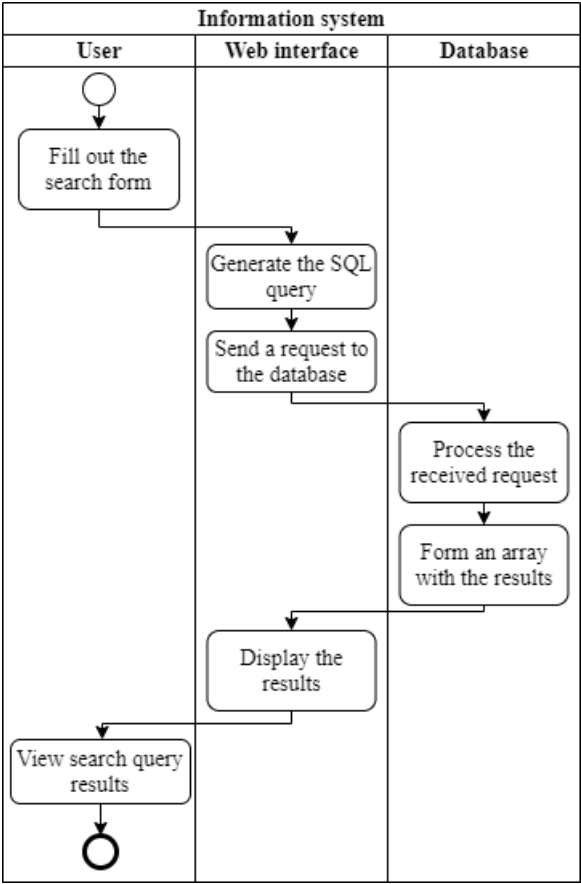 Information system
User
Web interface
Database
Fill out the
search form
Generate the SQL
query
Send a request to
the database
Process the
received request
Form an array
with the results
Display the
results
View search query
results